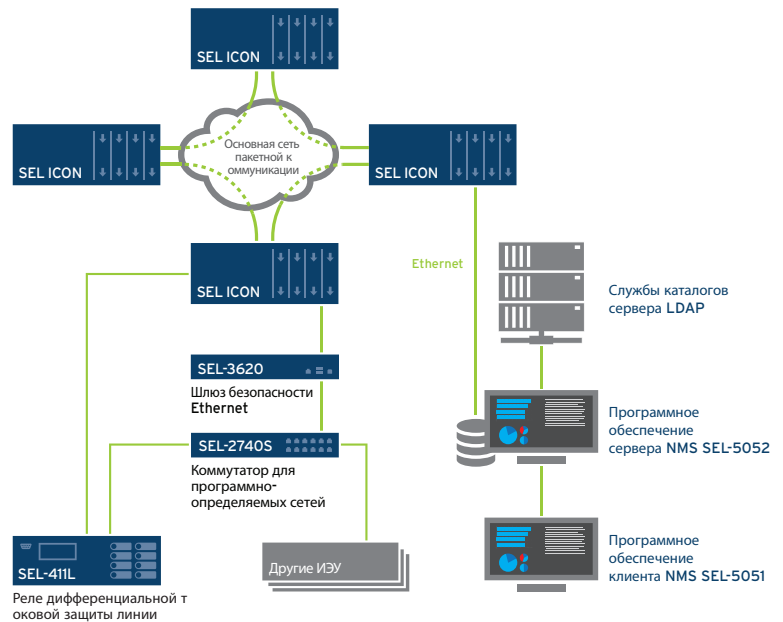 SEL ICON
Основная сеть
пакетной к
оммуникации
SEL ICON
SEL ICON
SEL ICON
Ethernet
Службы каталогов
сервера LDAP
SEL-3620
Шлюз безопасности
Ethernet
Программное
обеспечение
сервера NMS SEL-5052
SEL-2740S
Коммутатор для
программно-
определяемых сетей
SEL-411L
Реле дифференциальной т
оковой защиты линии
Другие ИЭУ
Программное
обеспечение
клиента NMS SEL-5051